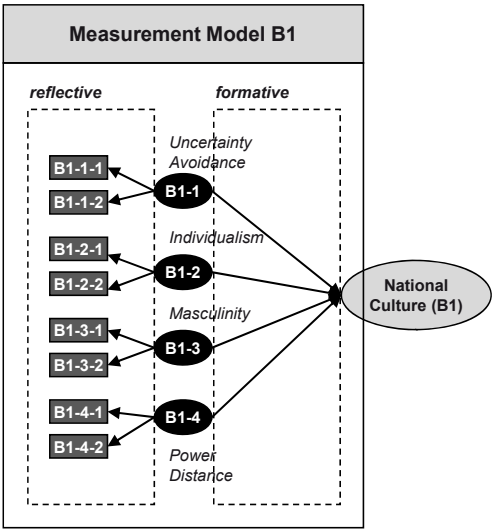 Measurement Model B1
reflective
formative
Uncertainty
Avoidance
B1-1-1
B1-1-2
B1-1
Individualism
B1-2-1
B1-2-2
B1-2
National
Culture (B1)
Masculinity
B1-3-1
B1-3-2
B1-3
B1-4-1
B1-4-2
B1-4
Power
Distance